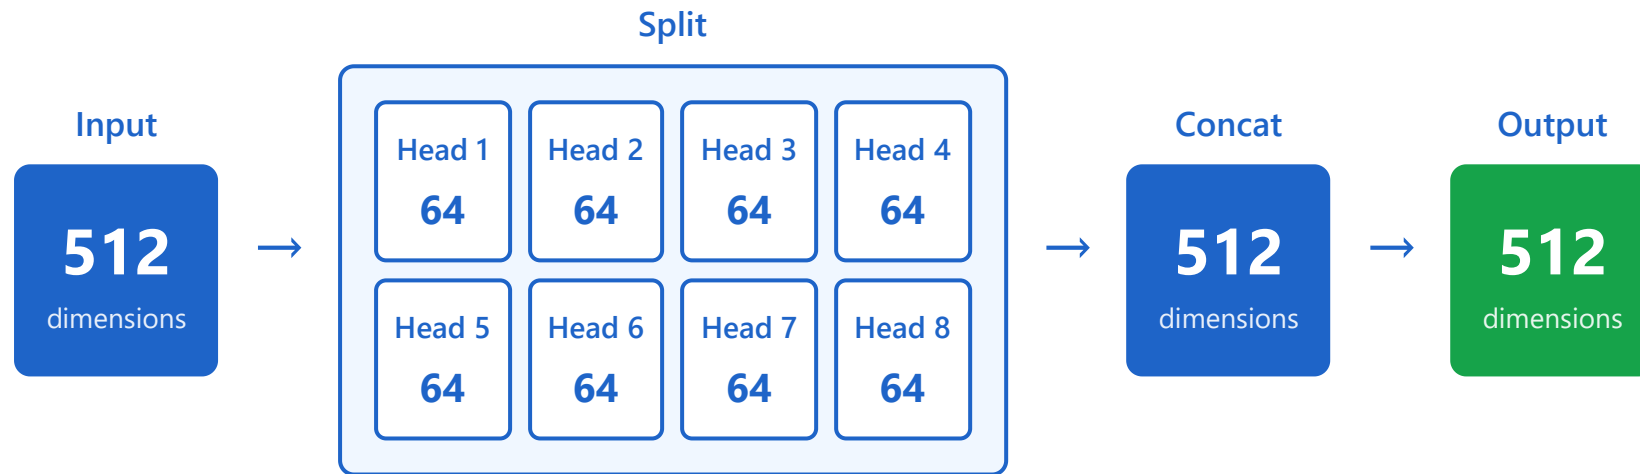 Split
Input
512
dimensions
→
Head 1
64
Head 2
64
Head 3
64
Head 4
64
Head 5
64
Head 6
64
Head 7
64
Head 8
64
→
Concat
512
dimensions
→
Output
512
dimensions